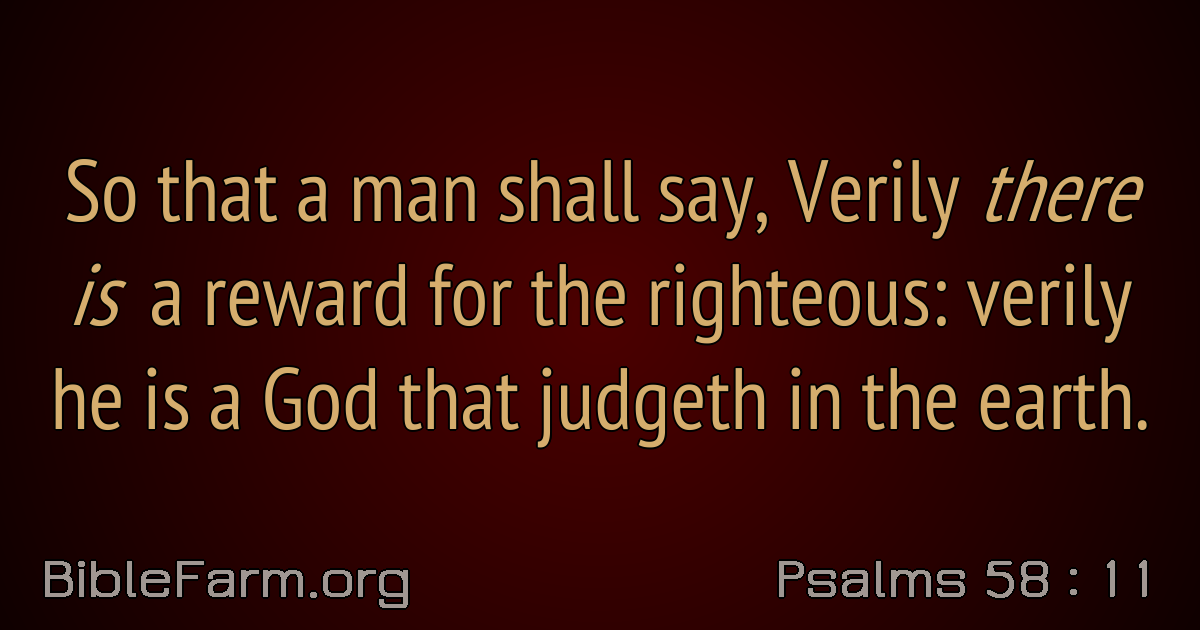 So that a man shall say, Verily there
is a reward for the righteous: verily
he is a God that judgeth in the earth.
BibleFarm.org
Psalms 58 : 11